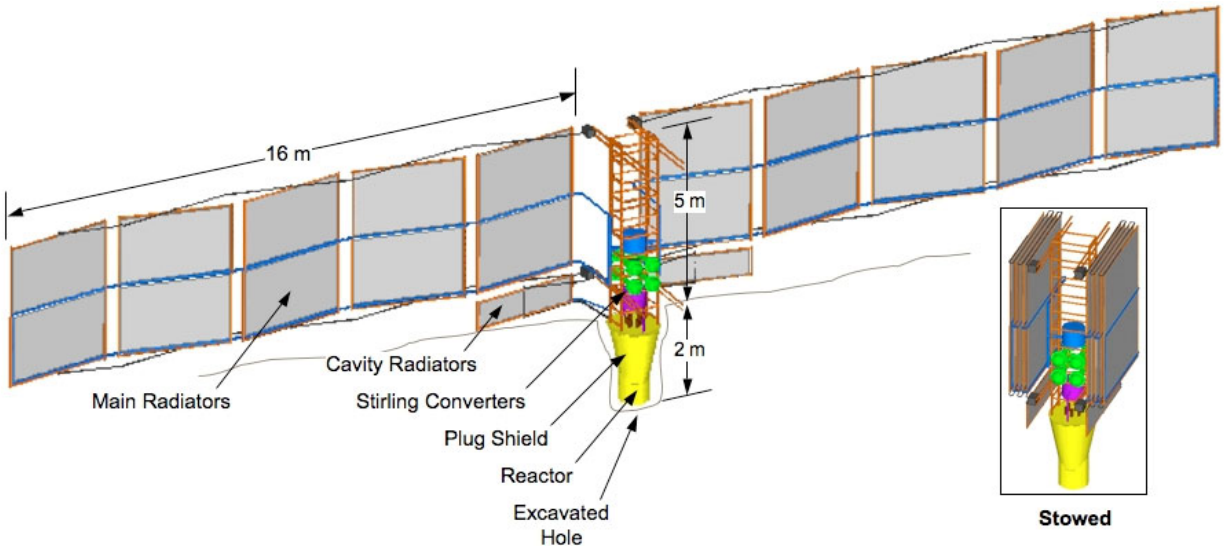 16 m
5 m
2 m
Cavity Radiators
Main Radiators
Stirling Converters
Plug Shield
Reactor
Excavated
Hole
Stowed